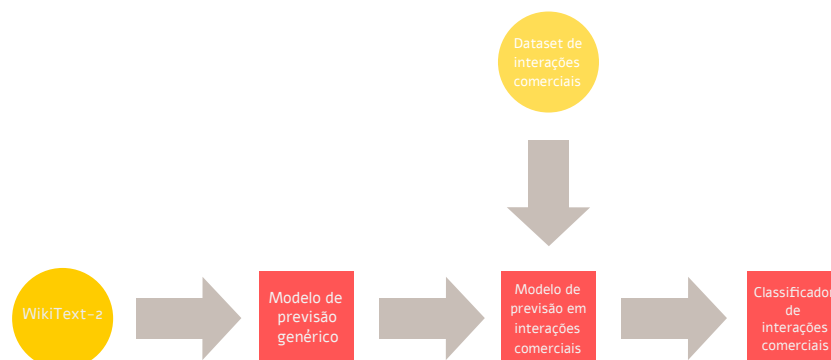 Dataset de
interações
comerciais
WikiText-2
Modelo de
previsão
genérico
Modelo de
previsão em
interações
comerciais
Classificador
de
interações
comerciais